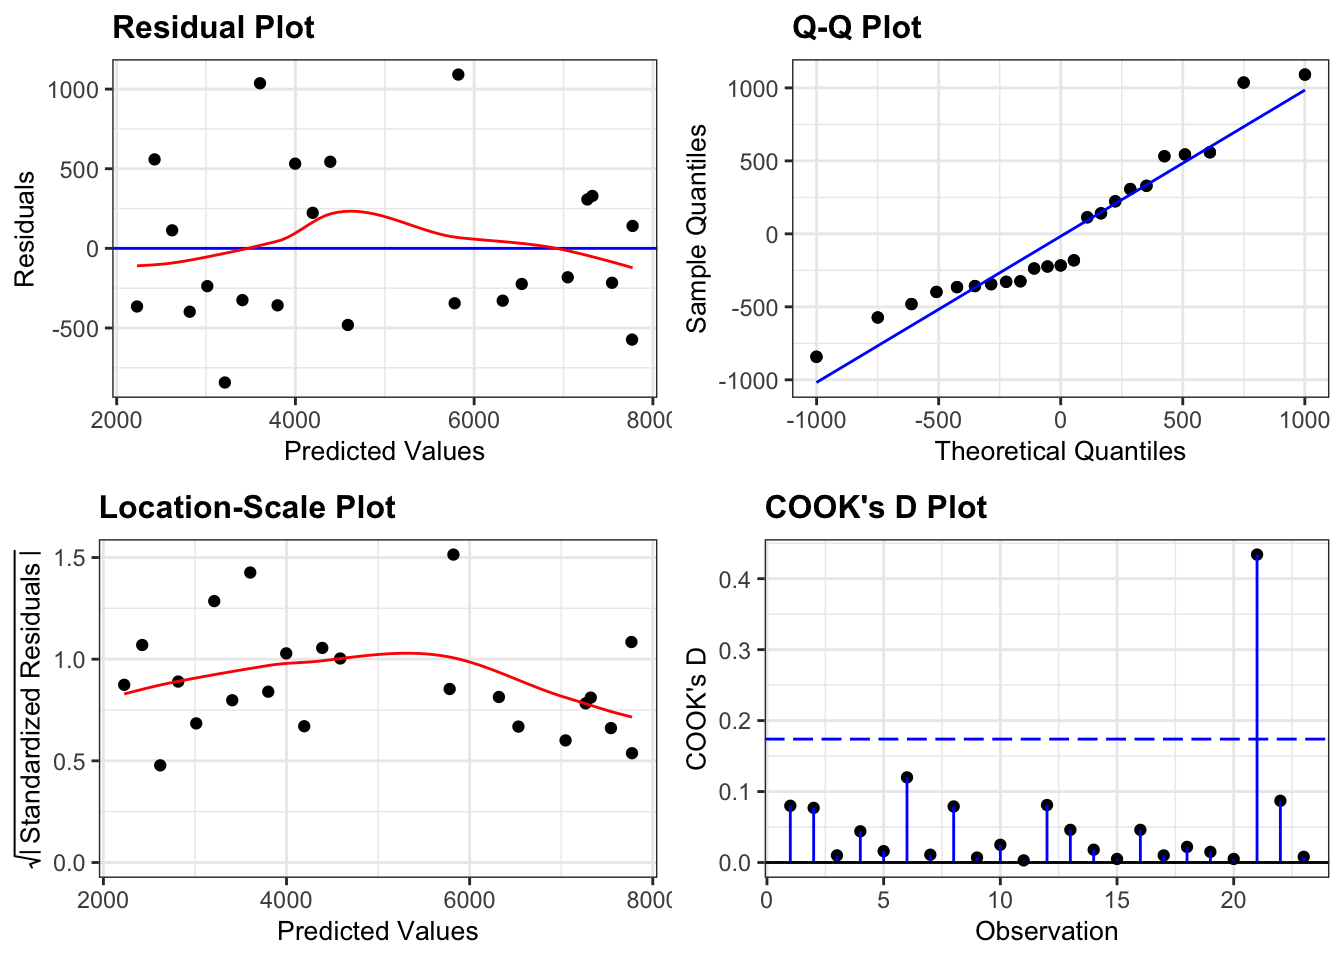 Residual Plot
1000
500
0
-500
Residuals
2000 4000 6000 8000
Predicted Values
Q-Q Plot
1000
500
0
-500
-1000
Sample Quantiles
-1000 -500 0 500 1000
Theoretical Quantiles
Location-Scale Plot
1.5
1.0
0.5
0.0
√| Standardized Residuals |
2000 4000 6000 8000
Predicted Values
COOK's D Plot
0.4
0.3
0.2
0.1
0.0
COOK's D
0 5 10 15 20
Observation